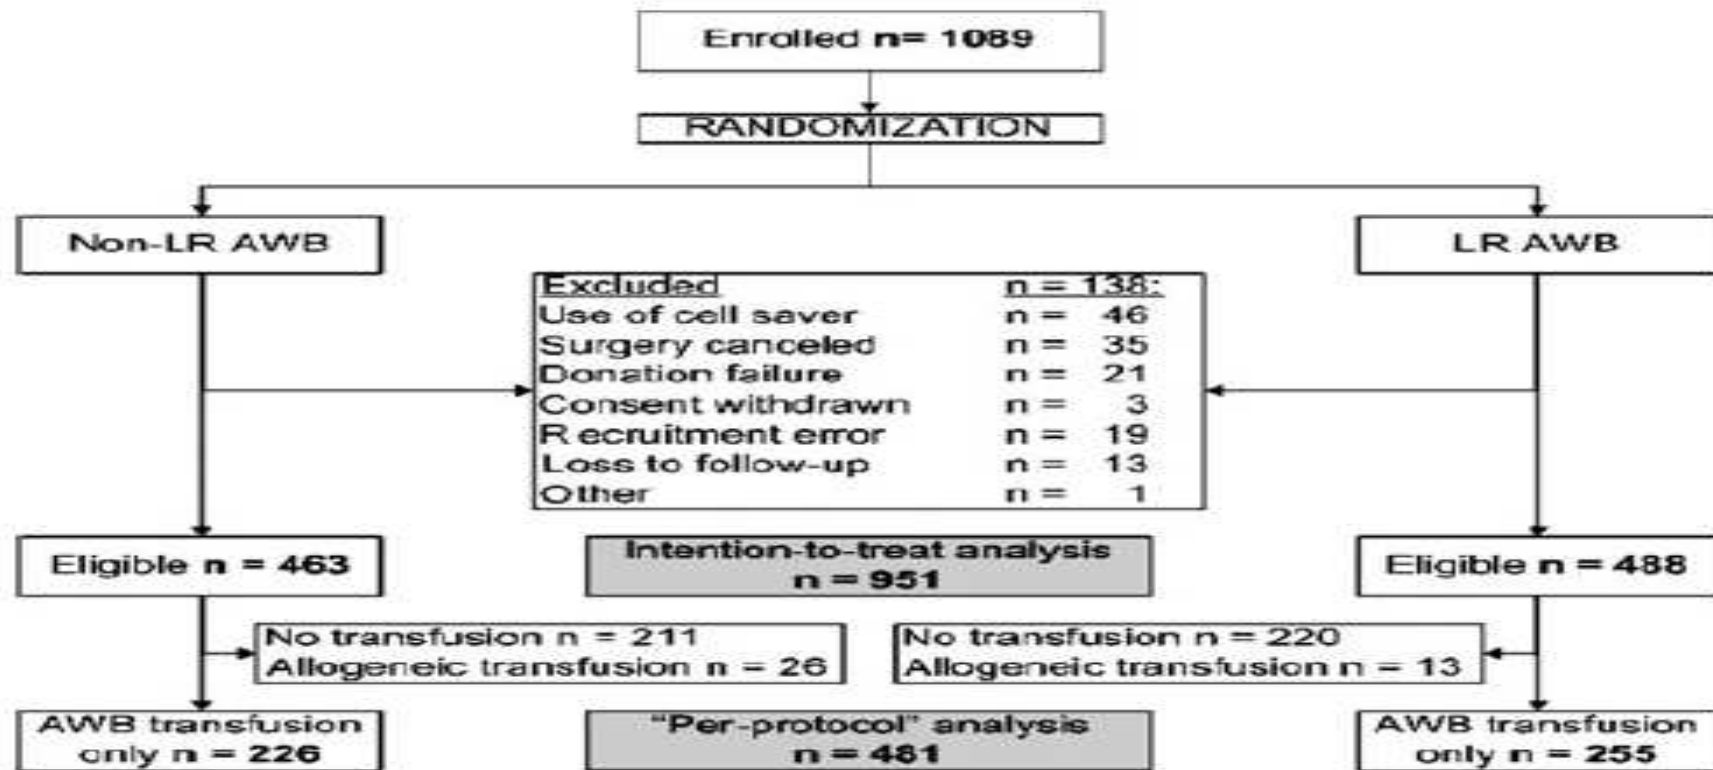 Enrolled n= 1089
RANDOMIZATION
Non-LR AWB
LR AWB
Excluded n = 138:
Use of cell saver n = 46
Surgery canceled n = 35
Donation failure n = 21
Consent withdrawn n = 3
Recruitment error n = 19
Loss to follow-up n = 13
Other n = 1
Eligible n = 463
Intention-to-treat analysis
n = 951
Eligible n = 488
No transfusion n = 211
Allogeneic transfusion n = 26
No transfusion n = 220
Allogeneic transfusion n = 13
AWB transfusion
only n = 226
"Per-protocol" analysis
n = 481
AWB transfusion
only n = 255